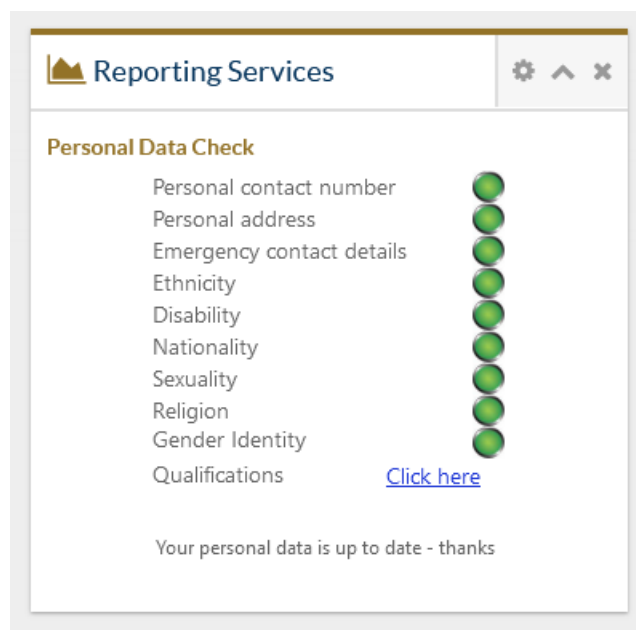 Reporting Services
Personal Data Check
Personal contact number
Personal address
Emergency contact details
Ethnicity
Disability
Nationality
Sexuality
Religion
Gender Identity
Qualifications Click here
Your personal data is up to date - thanks